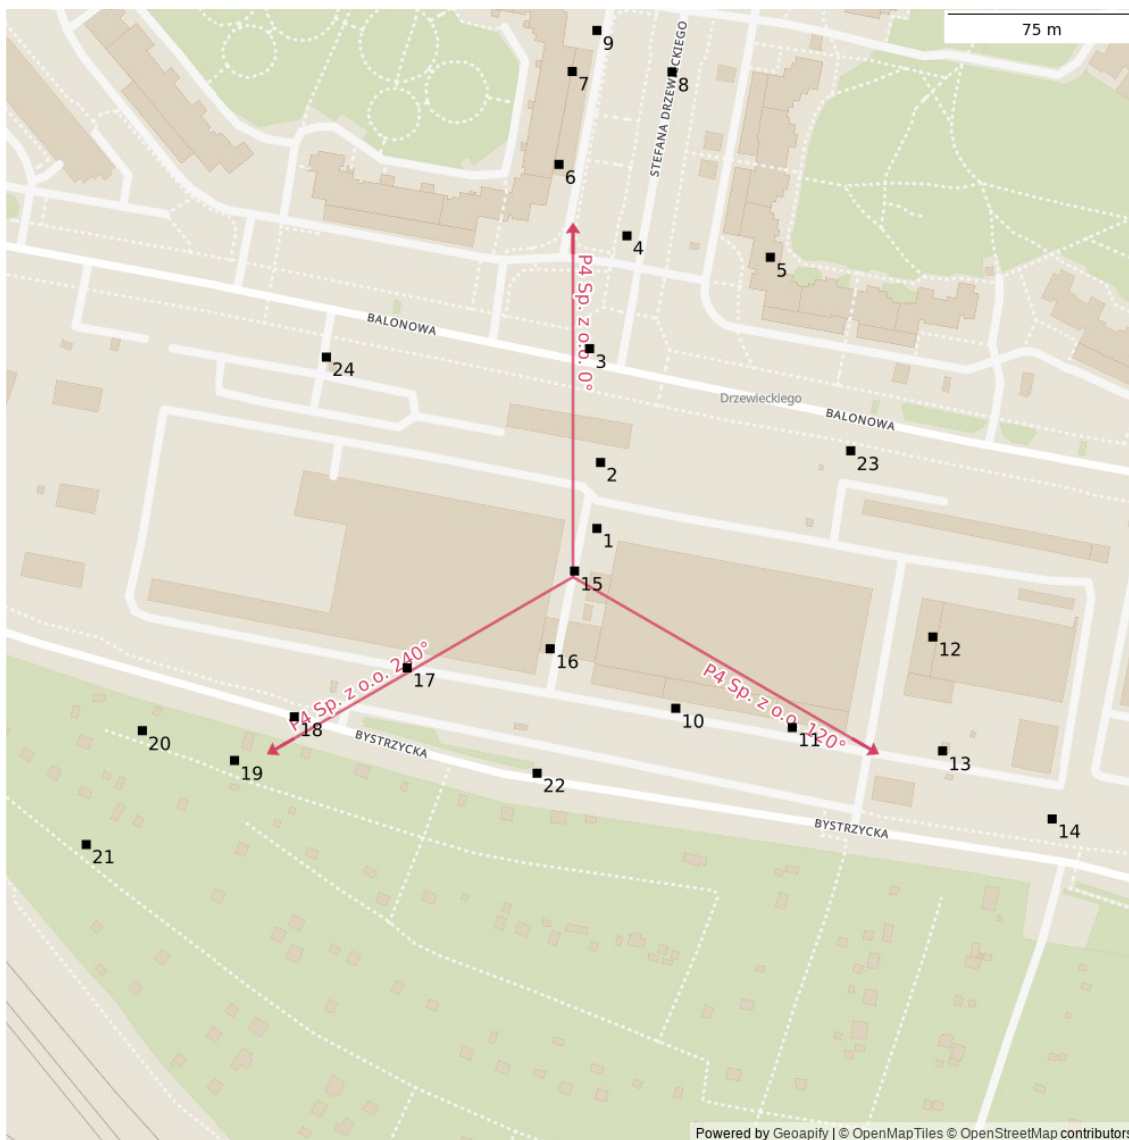 75 m
9
7
8
STEFANA DRZEWIECKIEGO
6
4
5
P4 Sp. z o.o. 0°
BALONOWA
3
24
Drzewieckiego
BALONOWA
23
2
1
15
12
16
17
P4 Sp. z o.o. 240°
P4 Sp. z o.o. 120°
10
18
11
20
BYSTRZYCKA
13
19
22
14
BYSTRZYCKA
21
Powered by Geoapify | © OpenMapTiles © OpenStreetMap contributors